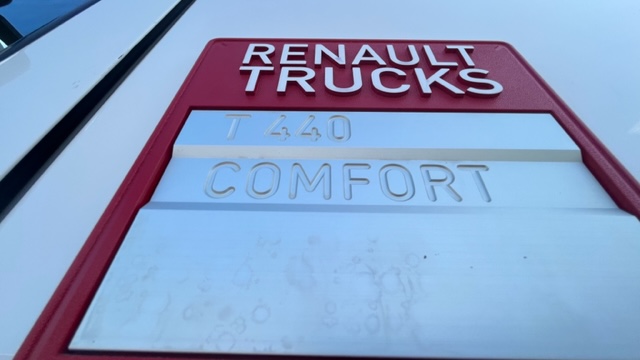 RENAULT
TRUCKS
T 440
COMFORT